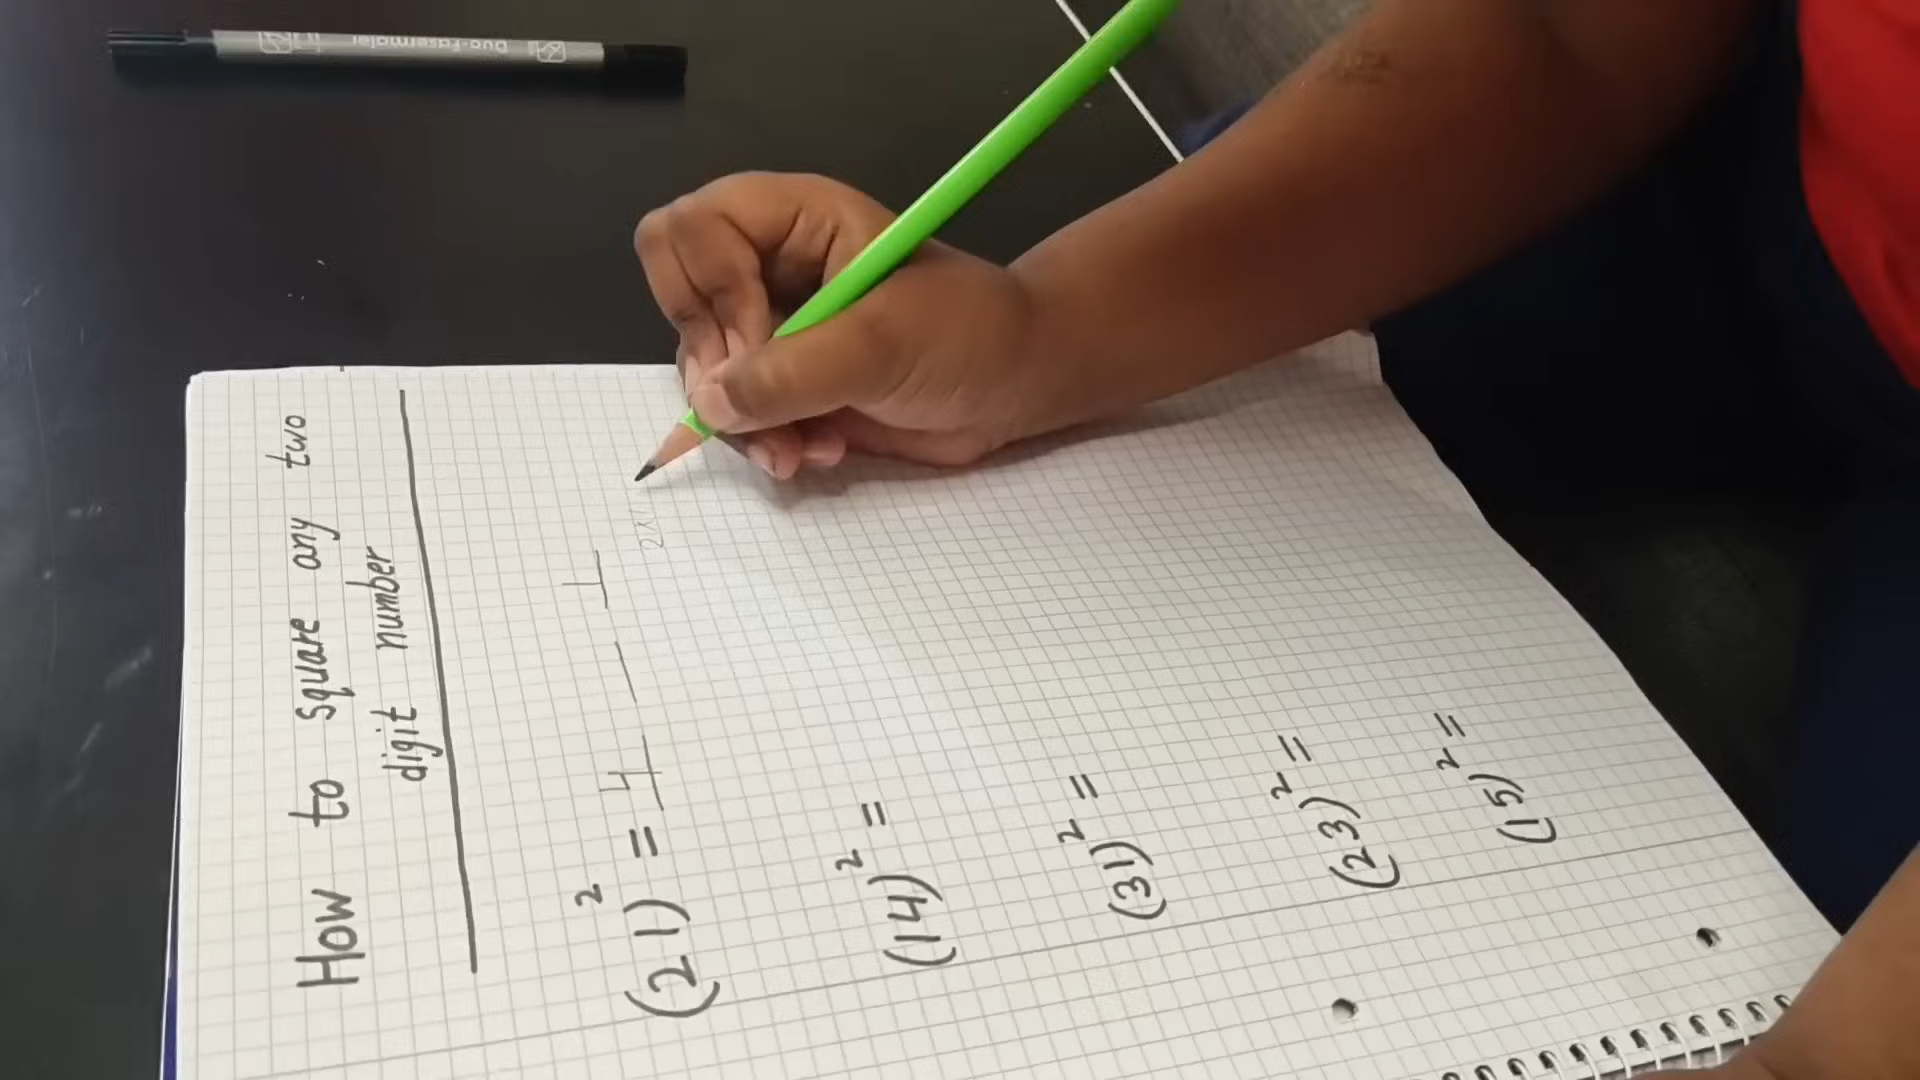 How to square any two
digit number
(21)² = 4 _ 1
2x1
(14)² =
(31)² =
(23)² =
(15)² =
Duo-Fasermaler